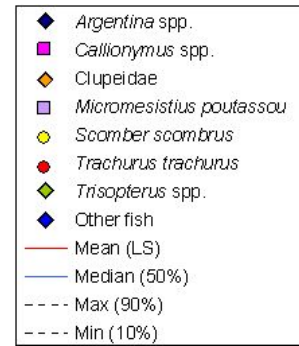 Argentina spp.
Callionymus spp.
Clupeidae
Micromesistius poutassou
Scomber scombrus
Trachurus trachurus
Trisopterus spp.
Other fish
Mean (LS)
Median (50%)
Max (90%)
Min (10%)